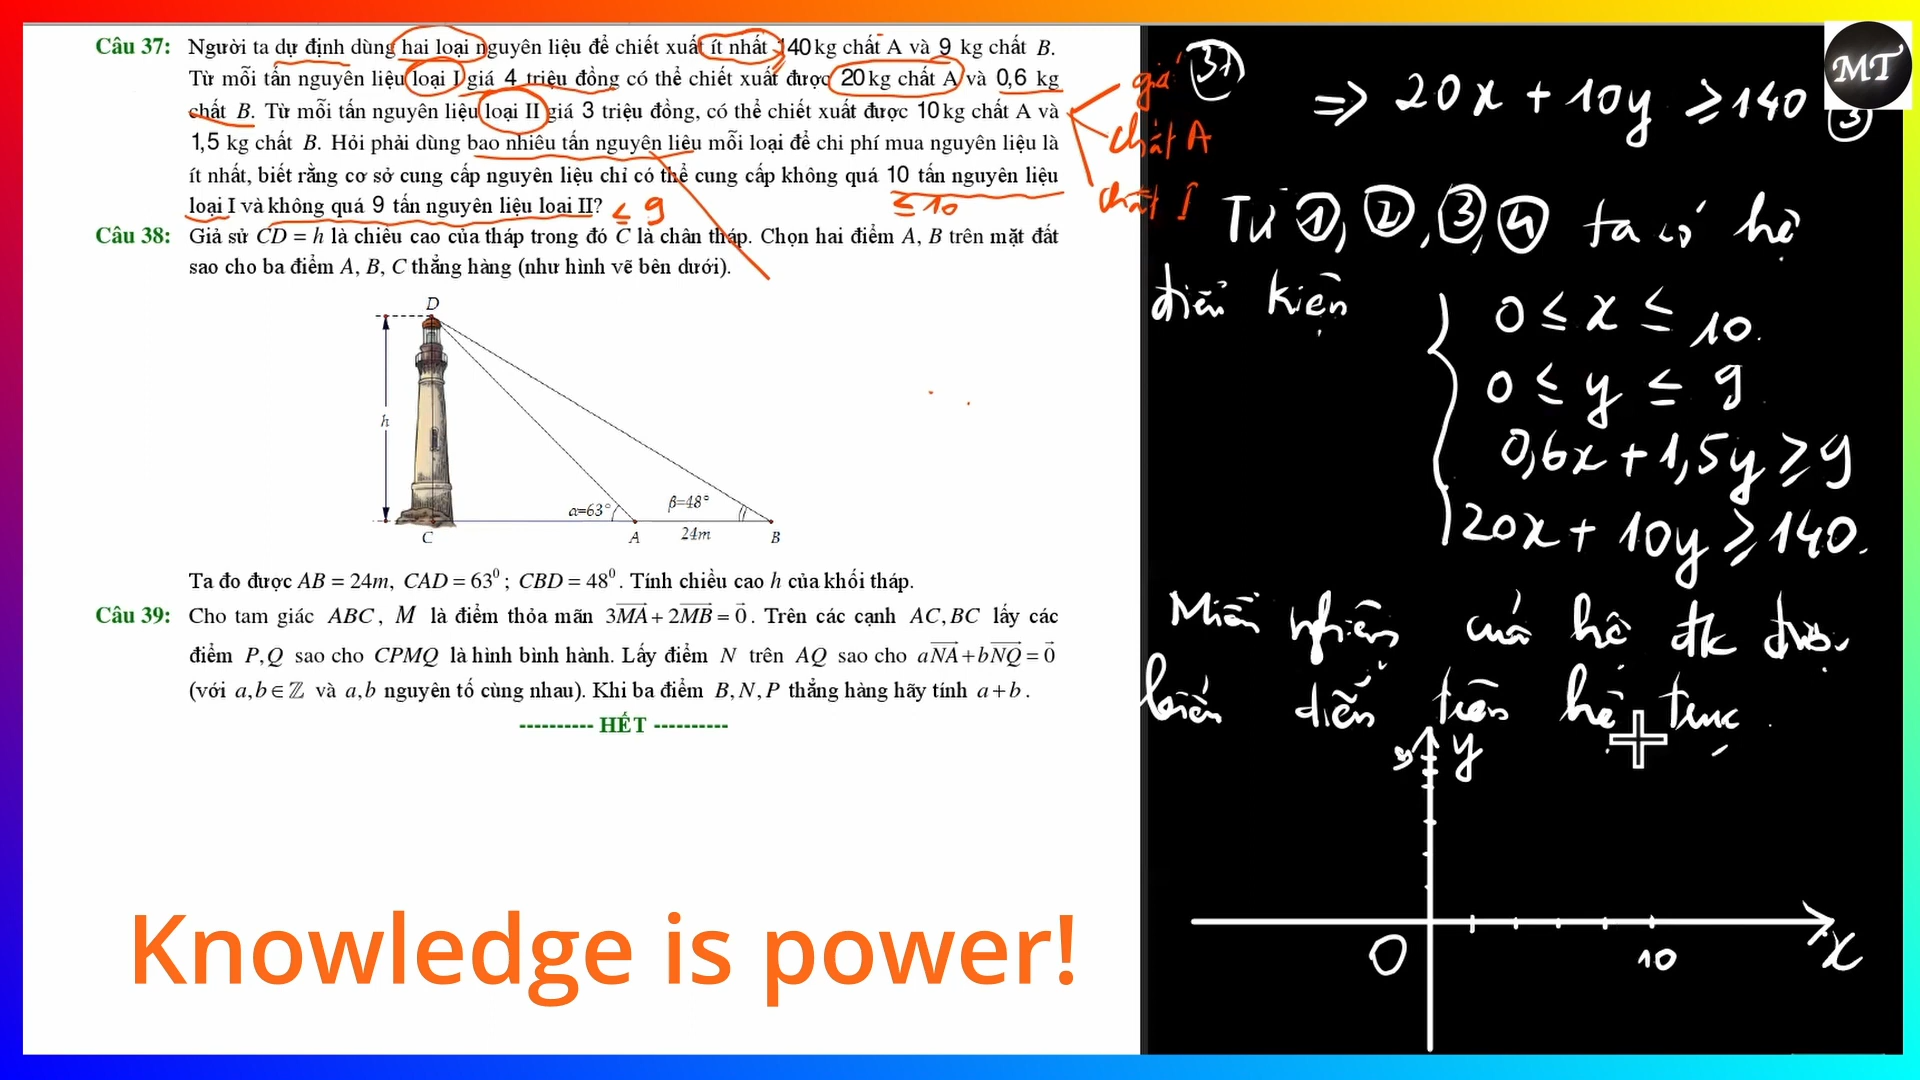 Câu 37: Người ta dự định dùng hai loại nguyên liệu để chiết xuất ít nhất 140kg chất A và 9 kg chất B.
Từ mỗi tấn nguyên liệu loại I giá 4 triệu đồng có thể chiết xuất được 20kg chất A và 0,6 kg
chất B. Từ mỗi tấn nguyên liệu loại II giá 3 triệu đồng, có thể chiết xuất được 10kg chất A và
1,5 kg chất B. Hỏi phải dùng bao nhiêu tấn nguyên liệu mỗi loại để chi phí mua nguyên liệu là
ít nhất, biết rằng cơ sở cung cấp nguyên liệu chỉ có thể cung cấp không quá 10 tấn nguyên liệu
loại I và không quá 9 tấn nguyên liệu loại II?
≤ 9
≤ 10
giá
chất A
chất
Câu 38: Giả sử CD = h là chiều cao của tháp trong đó C là chân tháp. Chọn hai điểm A, B trên mặt đất
sao cho ba điểm A, B, C thẳng hàng (như hình vẽ bên dưới).
D
h
α=63°
β=48°
C
A
24m
B
Ta đo được AB = 24m, CAD = 63⁰; CBD = 48⁰. Tính chiều cao h của khối tháp.
Câu 39: Cho tam giác ABC, M là điểm thỏa mãn 3MA + 2MB = 0. Trên các cạnh AC, BC lấy các
điểm P,Q sao cho CPMQ là hình bình hành. Lấy điểm N trên AQ sao cho aNA + bNQ = 0
(với a,b ∈ ℤ và a,b nguyên tố cùng nhau). Khi ba điểm B, N, P thẳng hàng hãy tính a + b.
---------- HẾT ----------
Knowledge is power!
37
MT
=> 20x + 10y ≥ 140 ③
Từ ①, ②, ③, ④ ta có hệ
điều kiện
0 ≤ x ≤ 10.
0 ≤ y ≤ 9
0,6x + 1,5y ≥ 9
20x + 10y ≥ 140.
Miền nghiệm của hệ đk được
biểu diễn trên hệ trục
y
O
10
x